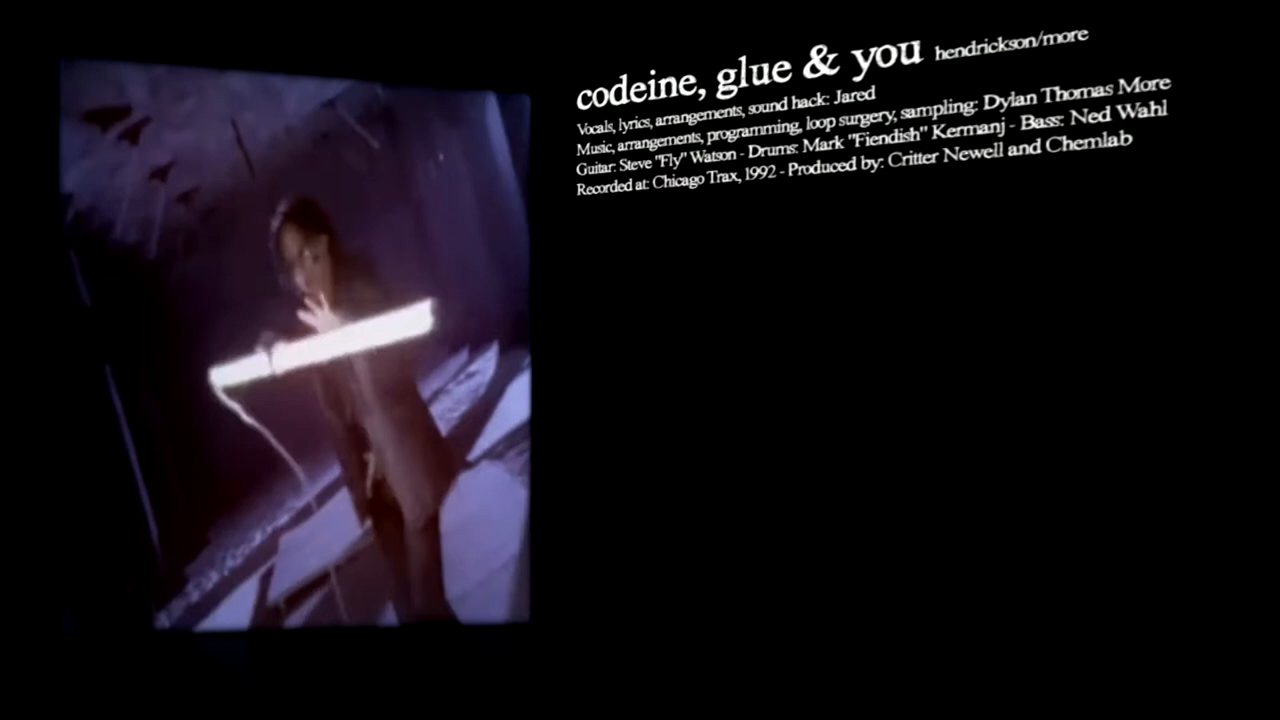 codeine, glue & you hendrickson/more
Vocals, lyrics, arrangements, sound hack: Jared
Music, arrangements, programming, loop surgery, sampling: Dylan Thomas More
Guitar: Steve "Fly" Watson - Drums: Mark "Fiendish" Kermanj - Bass: Ned Wahl
Recorded at: Chicago Trax, 1992 - Produced by: Critter Newell and Chemlab